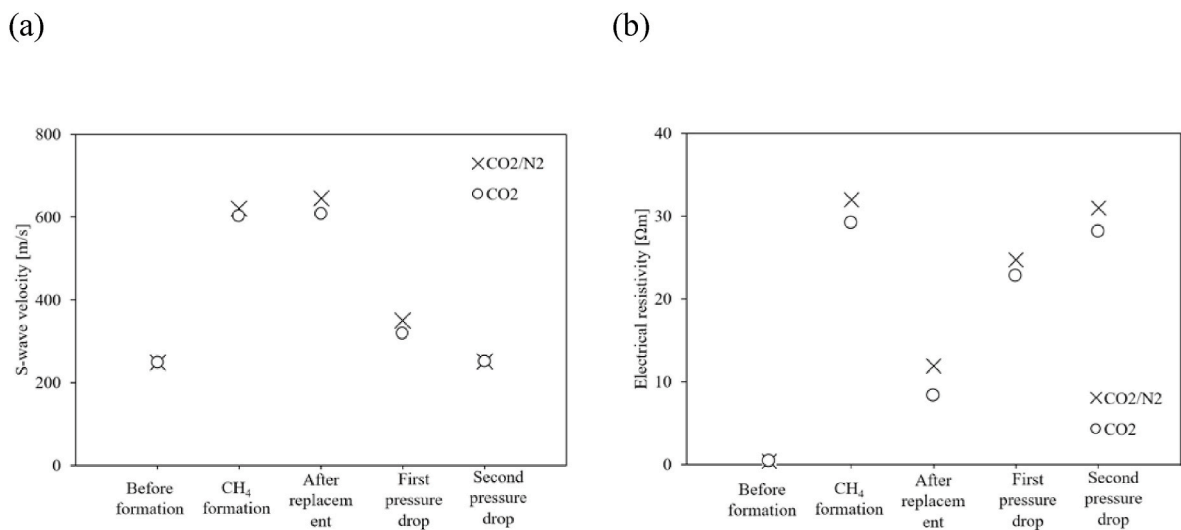 (a)
(b)
800
600
400
200
0
S-wave velocity [m/s]
CO2/N2
CO2
Before
formation
CH₄
formation
After
replacem
ent
First
pressure
drop
Second
pressure
drop
40
30
20
10
0
Electrical resistivity [Ωm]
CO2/N2
CO2
Before
formation
CH₄
formation
After
replacem
ent
First
pressure
drop
Second
pressure
drop